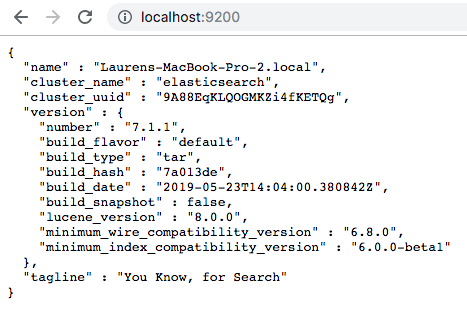 localhost:9200
{
  "name" : "Laurens-MacBook-Pro-2.local",
  "cluster_name" : "elasticsearch",
  "cluster_uuid" : "9A88EqKLQOGMKZi4fKETQg",
  "version" : {
    "number" : "7.1.1",
    "build_flavor" : "default",
    "build_type" : "tar",
    "build_hash" : "7a013de",
    "build_date" : "2019-05-23T14:04:00.380842Z",
    "build_snapshot" : false,
    "lucene_version" : "8.0.0",
    "minimum_wire_compatibility_version" : "6.8.0",
    "minimum_index_compatibility_version" : "6.0.0-beta1"
  },
  "tagline" : "You Know, for Search"
}